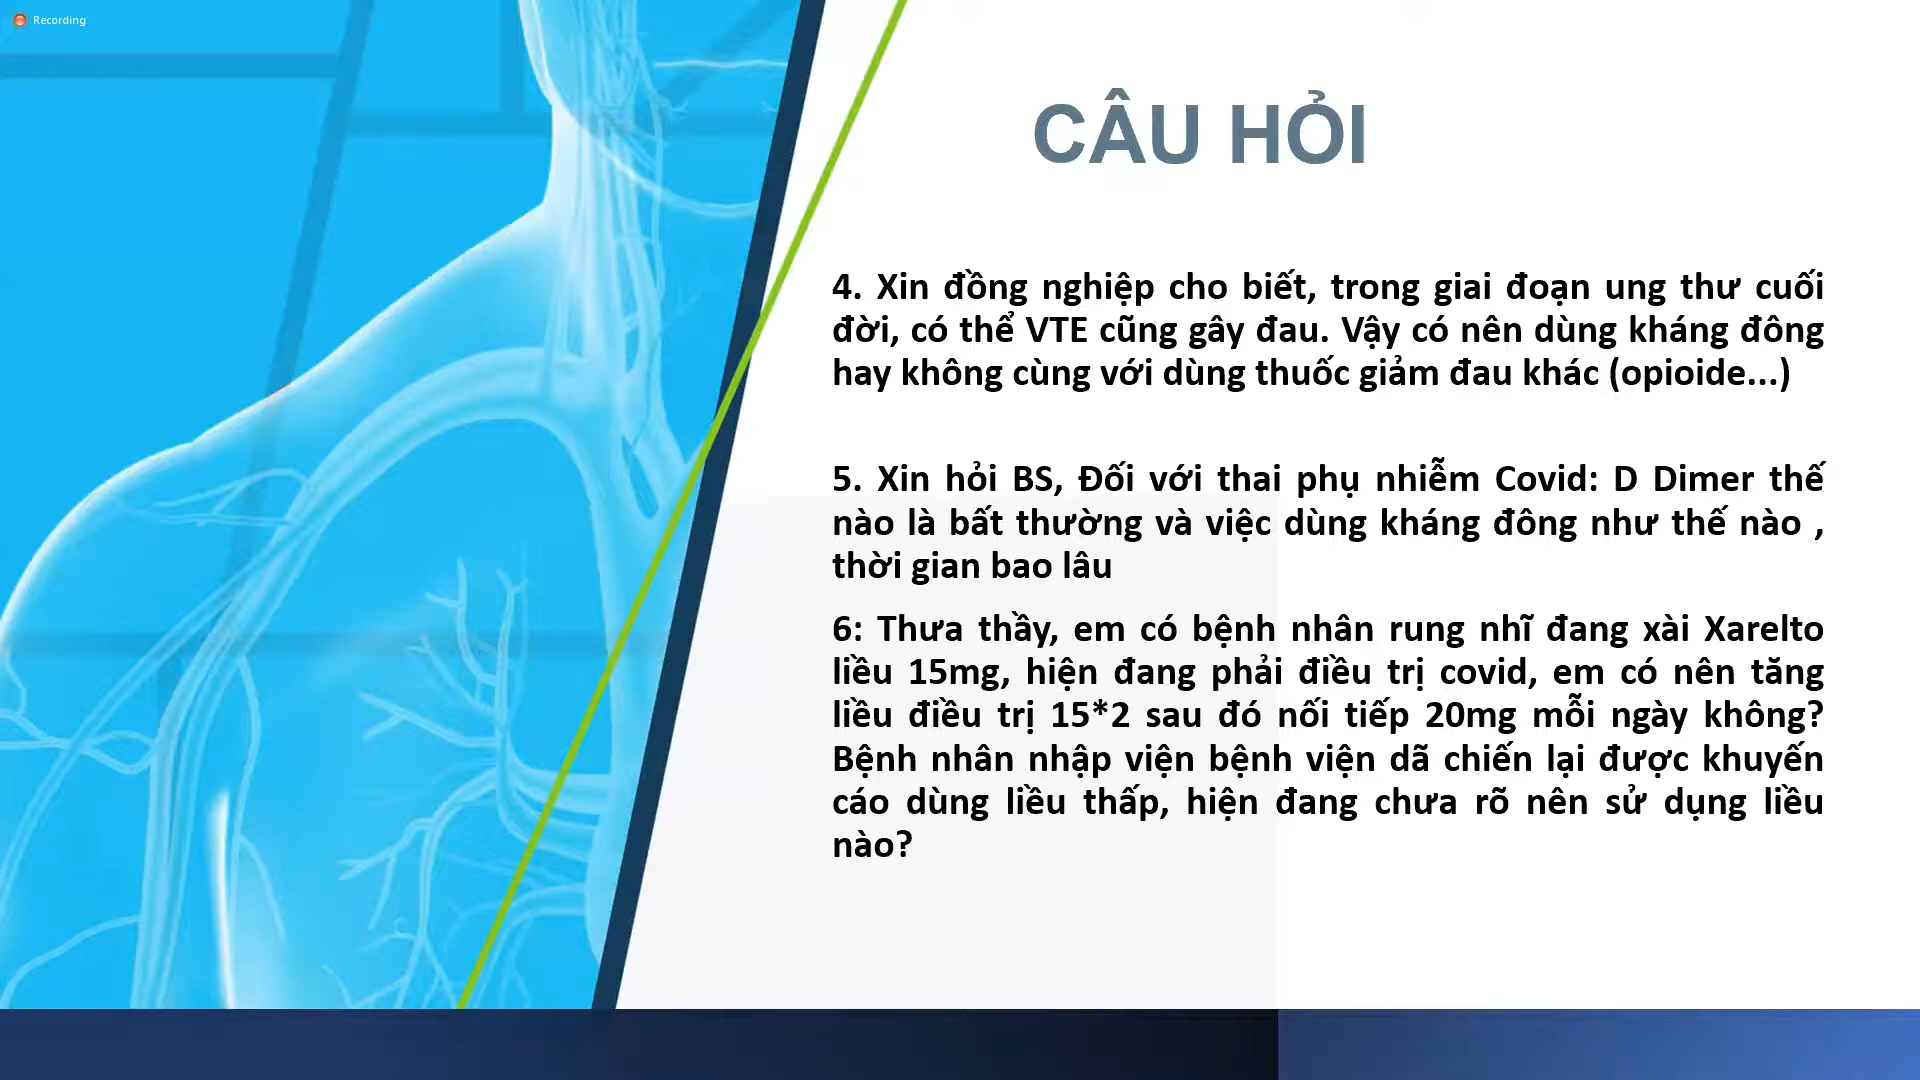 Recording
CÂU HỎI
4. Xin đồng nghiệp cho biết, trong giai đoạn ung thư cuối
đời, có thể VTE cũng gây đau. Vậy có nên dùng kháng đông
hay không cùng với dùng thuốc giảm đau khác (opioide...)
5. Xin hỏi BS, Đối với thai phụ nhiễm Covid: D Dimer thế
nào là bất thường và việc dùng kháng đông như thế nào ,
thời gian bao lâu
6: Thưa thầy, em có bệnh nhân rung nhĩ đang xài Xarelto
liều 15mg, hiện đang phải điều trị covid, em có nên tăng
liều điều trị 15*2 sau đó nối tiếp 20mg mỗi ngày không?
Bệnh nhân nhập viện bệnh viện dã chiến lại được khuyến
cáo dùng liều thấp, hiện đang chưa rõ nên sử dụng liều
nào?